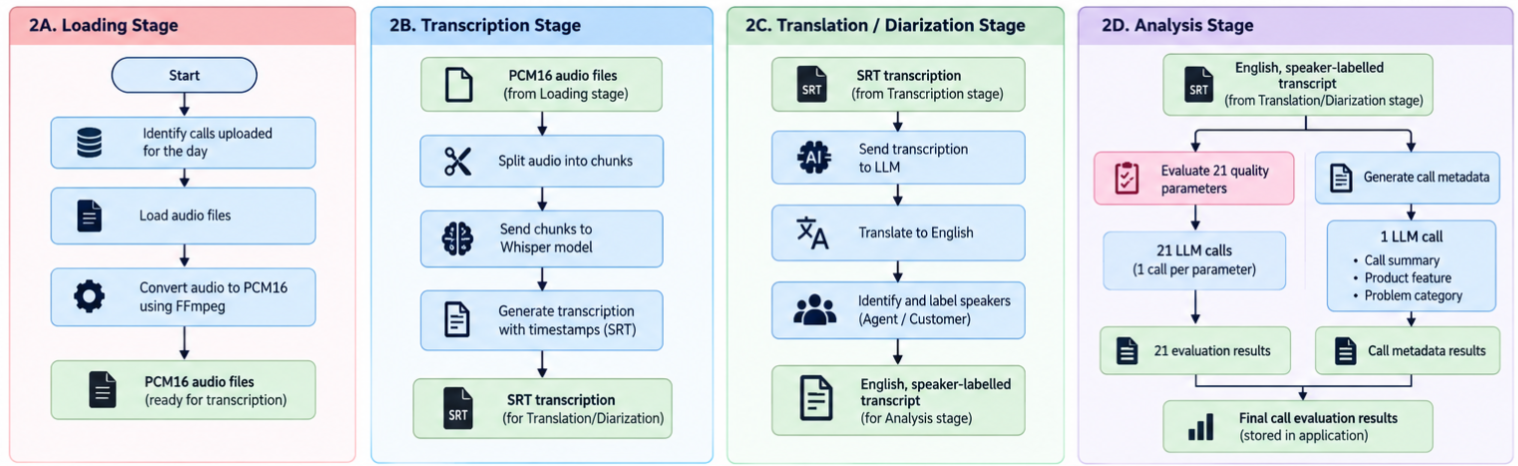 2A. Loading Stage
Start
Identify calls uploaded
for the day
Load audio files
Convert audio to PCM16
using FFmpeg
PCM16 audio files
(ready for transcription)
2B. Transcription Stage
PCM16 audio files
(from Loading stage)
Split audio into chunks
Send chunks to
Whisper model
Generate transcription
with timestamps (SRT)
SRT
SRT transcription
(for Translation/Diarization)
2C. Translation / Diarization Stage
SRT
SRT transcription
(from Transcription stage)
AI
Send transcription
to LLM
文A
Translate to English
Identify and label speakers
(Agent / Customer)
English, speaker-labelled
transcript
(for Analysis stage)
2D. Analysis Stage
SRT
English, speaker-labelled
transcript
(from Translation/Diarization stage)
Evaluate 21 quality
parameters
21 LLM calls
(1 call per parameter)
21 evaluation results
Generate call metadata
1 LLM call
• Call summary
• Product feature
• Problem category
Call metadata results
Final call evaluation results
(stored in application)